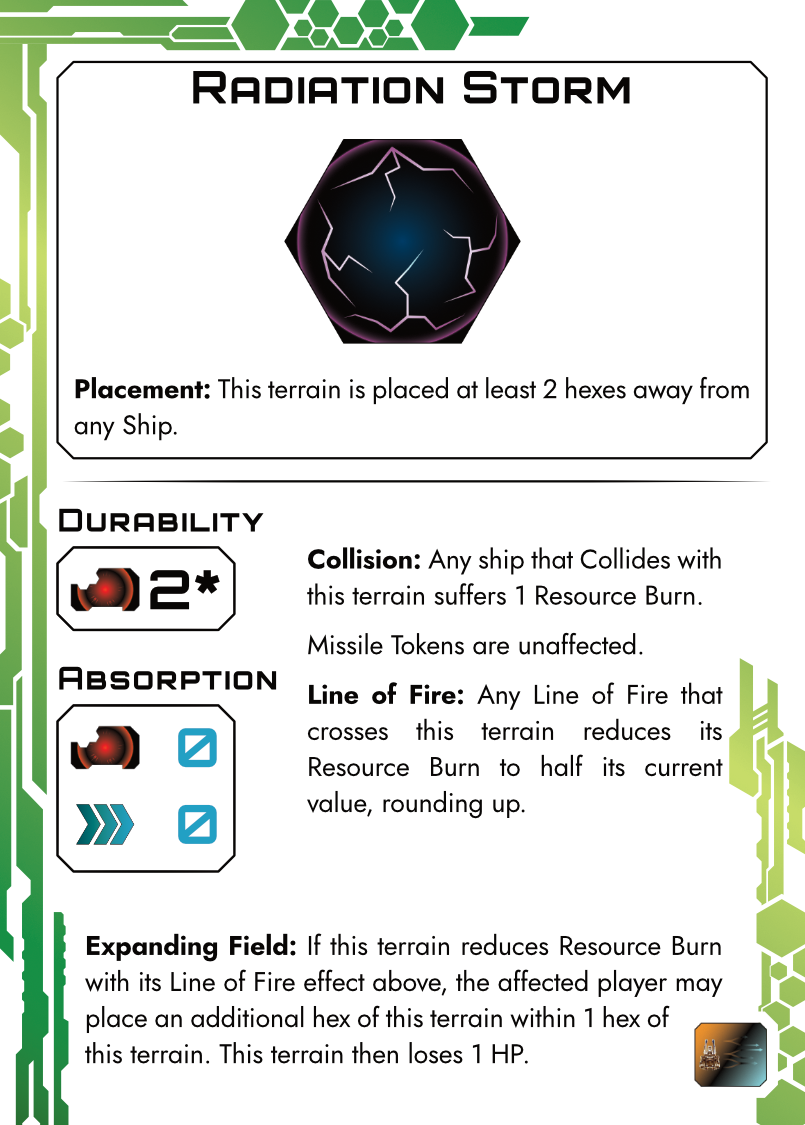 Radiation Storm
Placement: This terrain is placed at least 2 hexes away from
any Ship.
Durability
2*
Collision: Any ship that Collides with
this terrain suffers 1 Resource Burn.
Missile Tokens are unaffected.
Absorption
0
0
Line of Fire: Any Line of Fire that
crosses this terrain reduces its
Resource Burn to half its current
value, rounding up.
Expanding Field: If this terrain reduces Resource Burn
with its Line of Fire effect above, the affected player may
place an additional hex of this terrain within 1 hex of
this terrain. This terrain then loses 1 HP.